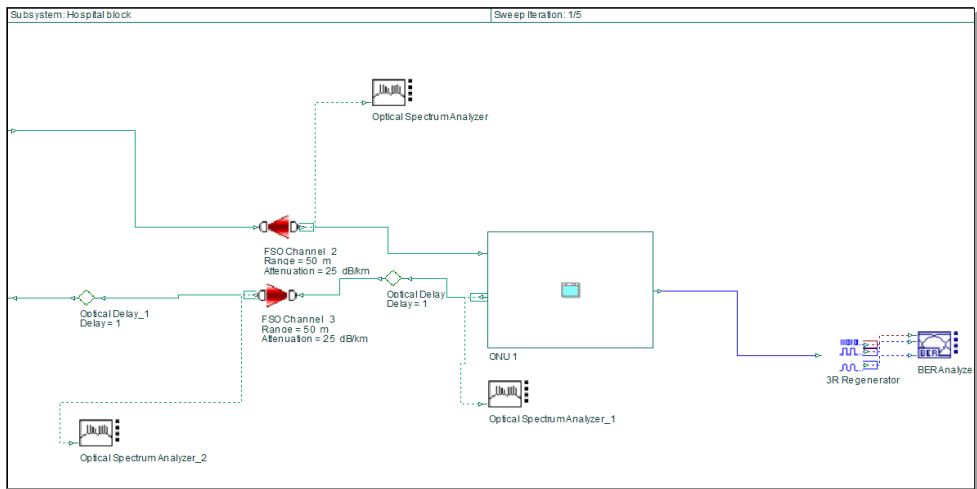 Subsystem: Hospital block
Sweep Iteration: 1/5
Optical Spectrum Analyzer
FSO Channel_2
Range = 50 m
Attenuation = 25 dB/km
Optical Delay
Delay = 1
Optical Delay_1
Delay = 1
FSO Channel_3
Range = 50 m
Attenuation = 25 dB/km
ONU 1
3R Regenerator
BER
BER Analyze
Optical Spectrum Analyzer_1
Optical Spectrum Analyzer_2